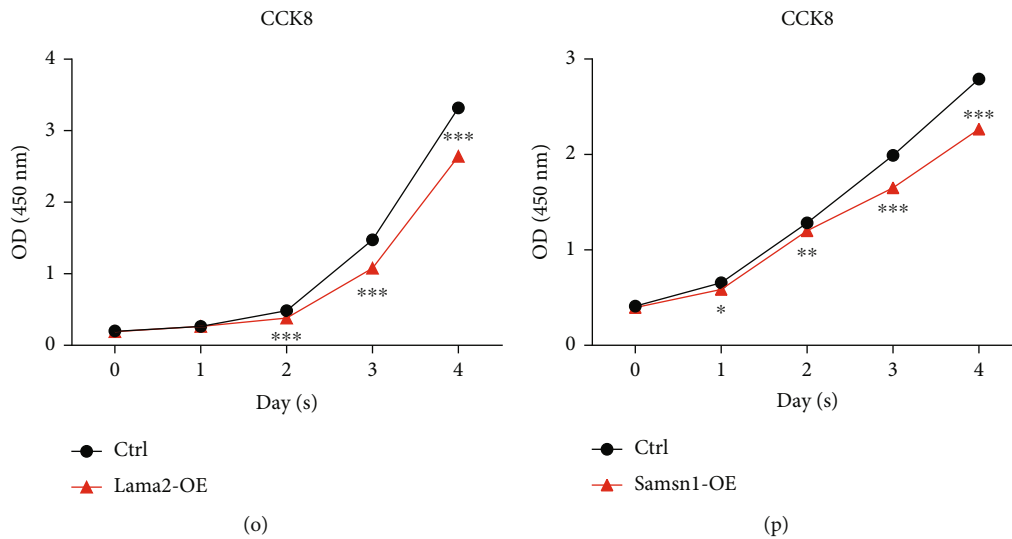 CCK8
4
3
2
1
0
OD (450 nm)
***
***
***
0 1 2 3 4
Day (s)
Ctrl
Lama2-OE
(o)
CCK8
3
2
1
0
OD (450 nm)
***
***
**
*
0 1 2 3 4
Day (s)
Ctrl
Samsn1-OE
(p)